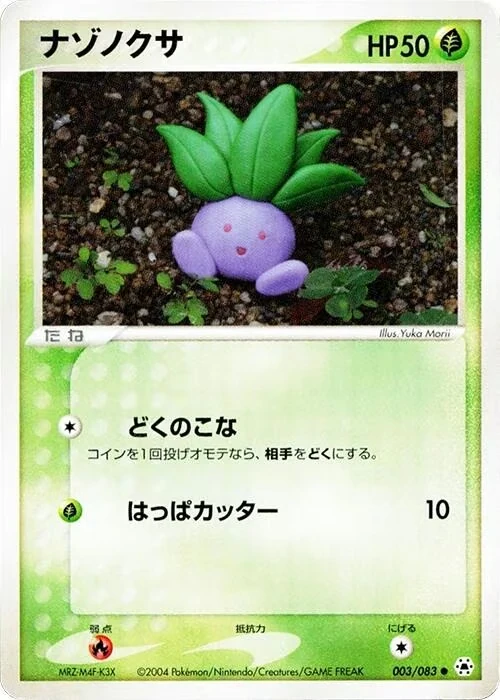 ナゾノクサ HP50
たね Illus. Yuka Morii
どくのこな
コインを1回投げオモテなら、相手をどくにする。
はっぱカッター 10
弱点 抵抗力 にげる
MRZ-M4F-K3X ©2004 Pokémon/Nintendo/Creatures/GAME FREAK 003/083